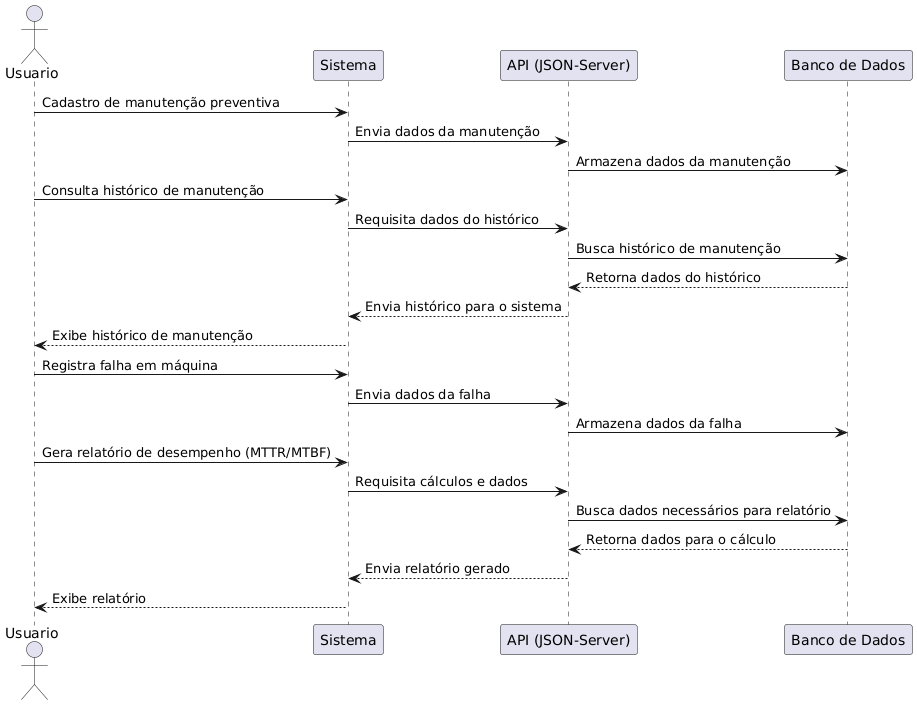 Usuario
Sistema
API (JSON-Server)
Banco de Dados
Cadastro de manutenção preventiva
Envia dados da manutenção
Armazena dados da manutenção
Consulta histórico de manutenção
Requisita dados do histórico
Busca histórico de manutenção
Retorna dados do histórico
Envia histórico para o sistema
Exibe histórico de manutenção
Registra falha em máquina
Envia dados da falha
Armazena dados da falha
Gera relatório de desempenho (MTTR/MTBF)
Requisita cálculos e dados
Busca dados necessários para relatório
Retorna dados para o cálculo
Envia relatório gerado
Exibe relatório
Usuario
Sistema
API (JSON-Server)
Banco de Dados